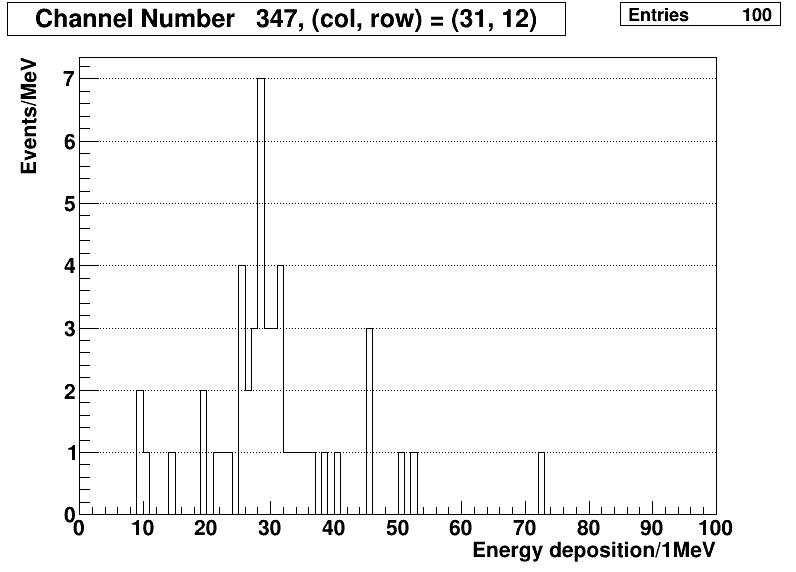 Channel Number 347, (col, row) = (31, 12)
Entries 100
Events/MeV
7
6
5
4
3
2
1
0
0 10 20 30 40 50 60 70 80 90 100
Energy deposition/1MeV